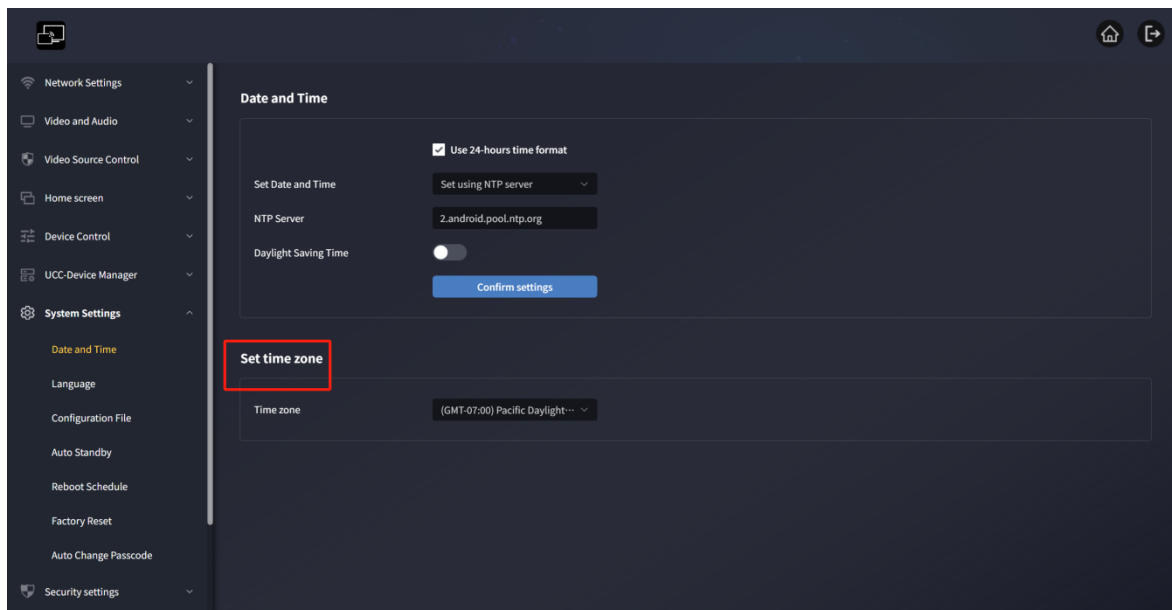 Network Settings
Video and Audio
Video Source Control
Home screen
Device Control
UCC-Device Manager
System Settings
Date and Time
Language
Configuration File
Auto Standby
Reboot Schedule
Factory Reset
Auto Change Passcode
Security settings
Date and Time
Use 24-hours time format
Set Date and Time Set using NTP server
NTP Server 2.android.pool.ntp.org
Daylight Saving Time
Confirm settings
Set time zone
Time zone (GMT-07:00) Pacific Daylight···